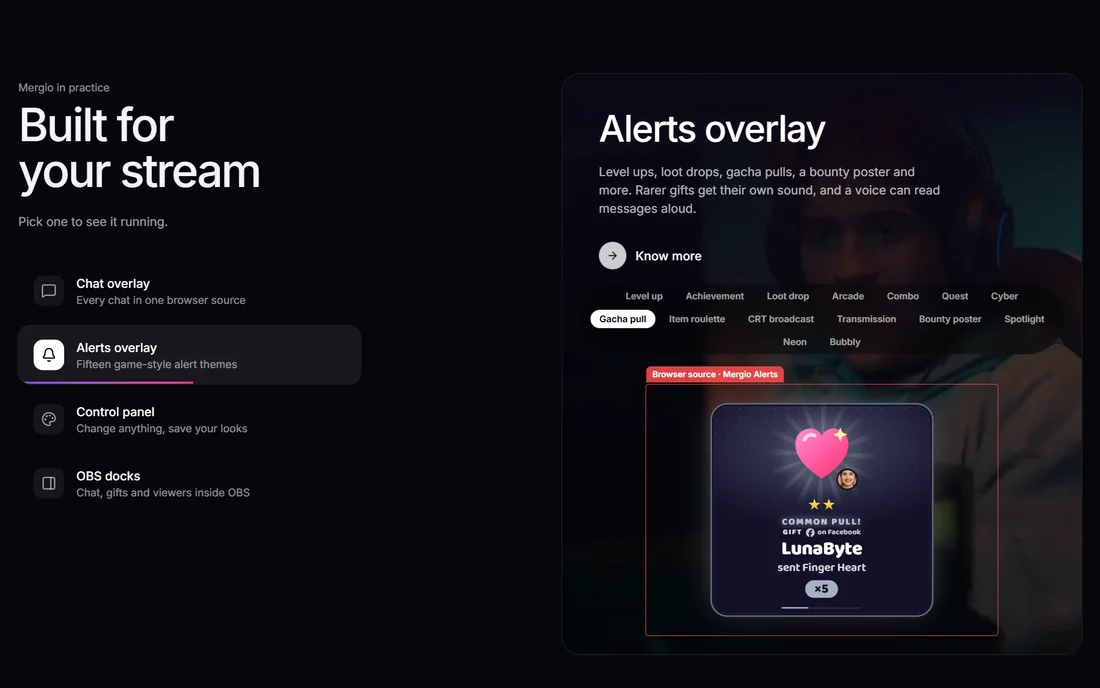 Mergio in practice
Built for
your stream
Pick one to see it running.
Chat overlay
Every chat in one browser source
Alerts overlay
Fifteen game-style alert themes
Control panel
Change anything, save your looks
OBS docks
Chat, gifts and viewers inside OBS
Alerts overlay
Level ups, loot drops, gacha pulls, a bounty poster and
more. Rarer gifts get their own sound, and a voice can read
messages aloud.
Know more
Level up Achievement Loot drop Arcade Combo Quest Cyber
Gacha pull Item roulette CRT broadcast Transmission Bounty poster Spotlight
Neon Bubbly
Browser source · Mergio Alerts
COMMON PULL!
GIFT on Facebook
LunaByte
sent Finger Heart
×5